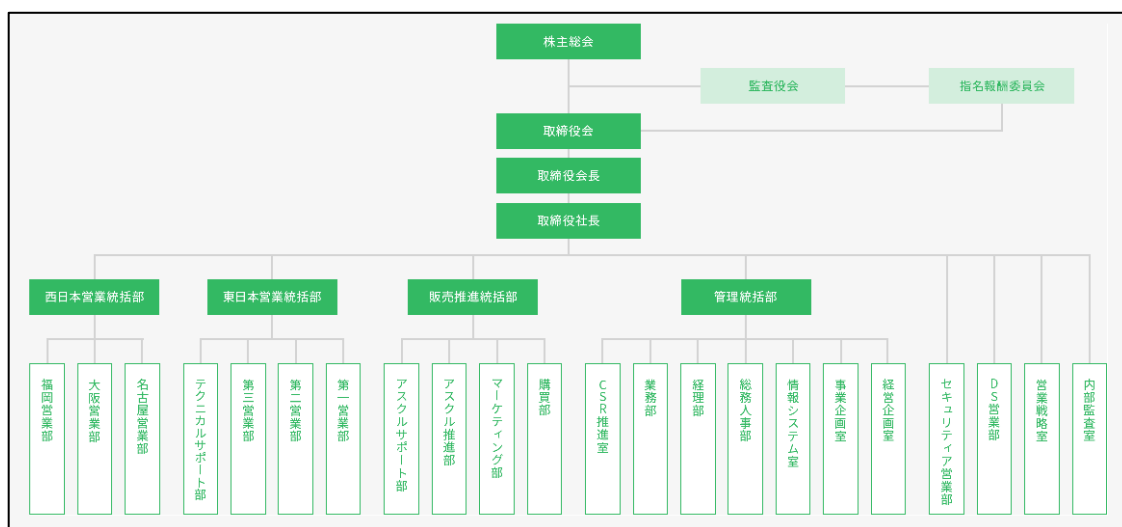 株主総会
監査役会
指名報酬委員会
取締役会
取締役会長
取締役社長
西日本営業統括部
東日本営業統括部
販売推進統括部
管理統括部
福岡営業部
大阪営業部
名古屋営業部
テクニカルサポート部
第三営業部
第二営業部
第一営業部
アスクルサポート部
アスクル推進部
マーケティング部
購買部
CSR推進室
業務部
経理部
総務人事部
情報システム室
事業企画室
経営企画室
セキュリティア営業部
DS営業部
営業戦略室
内部監査室